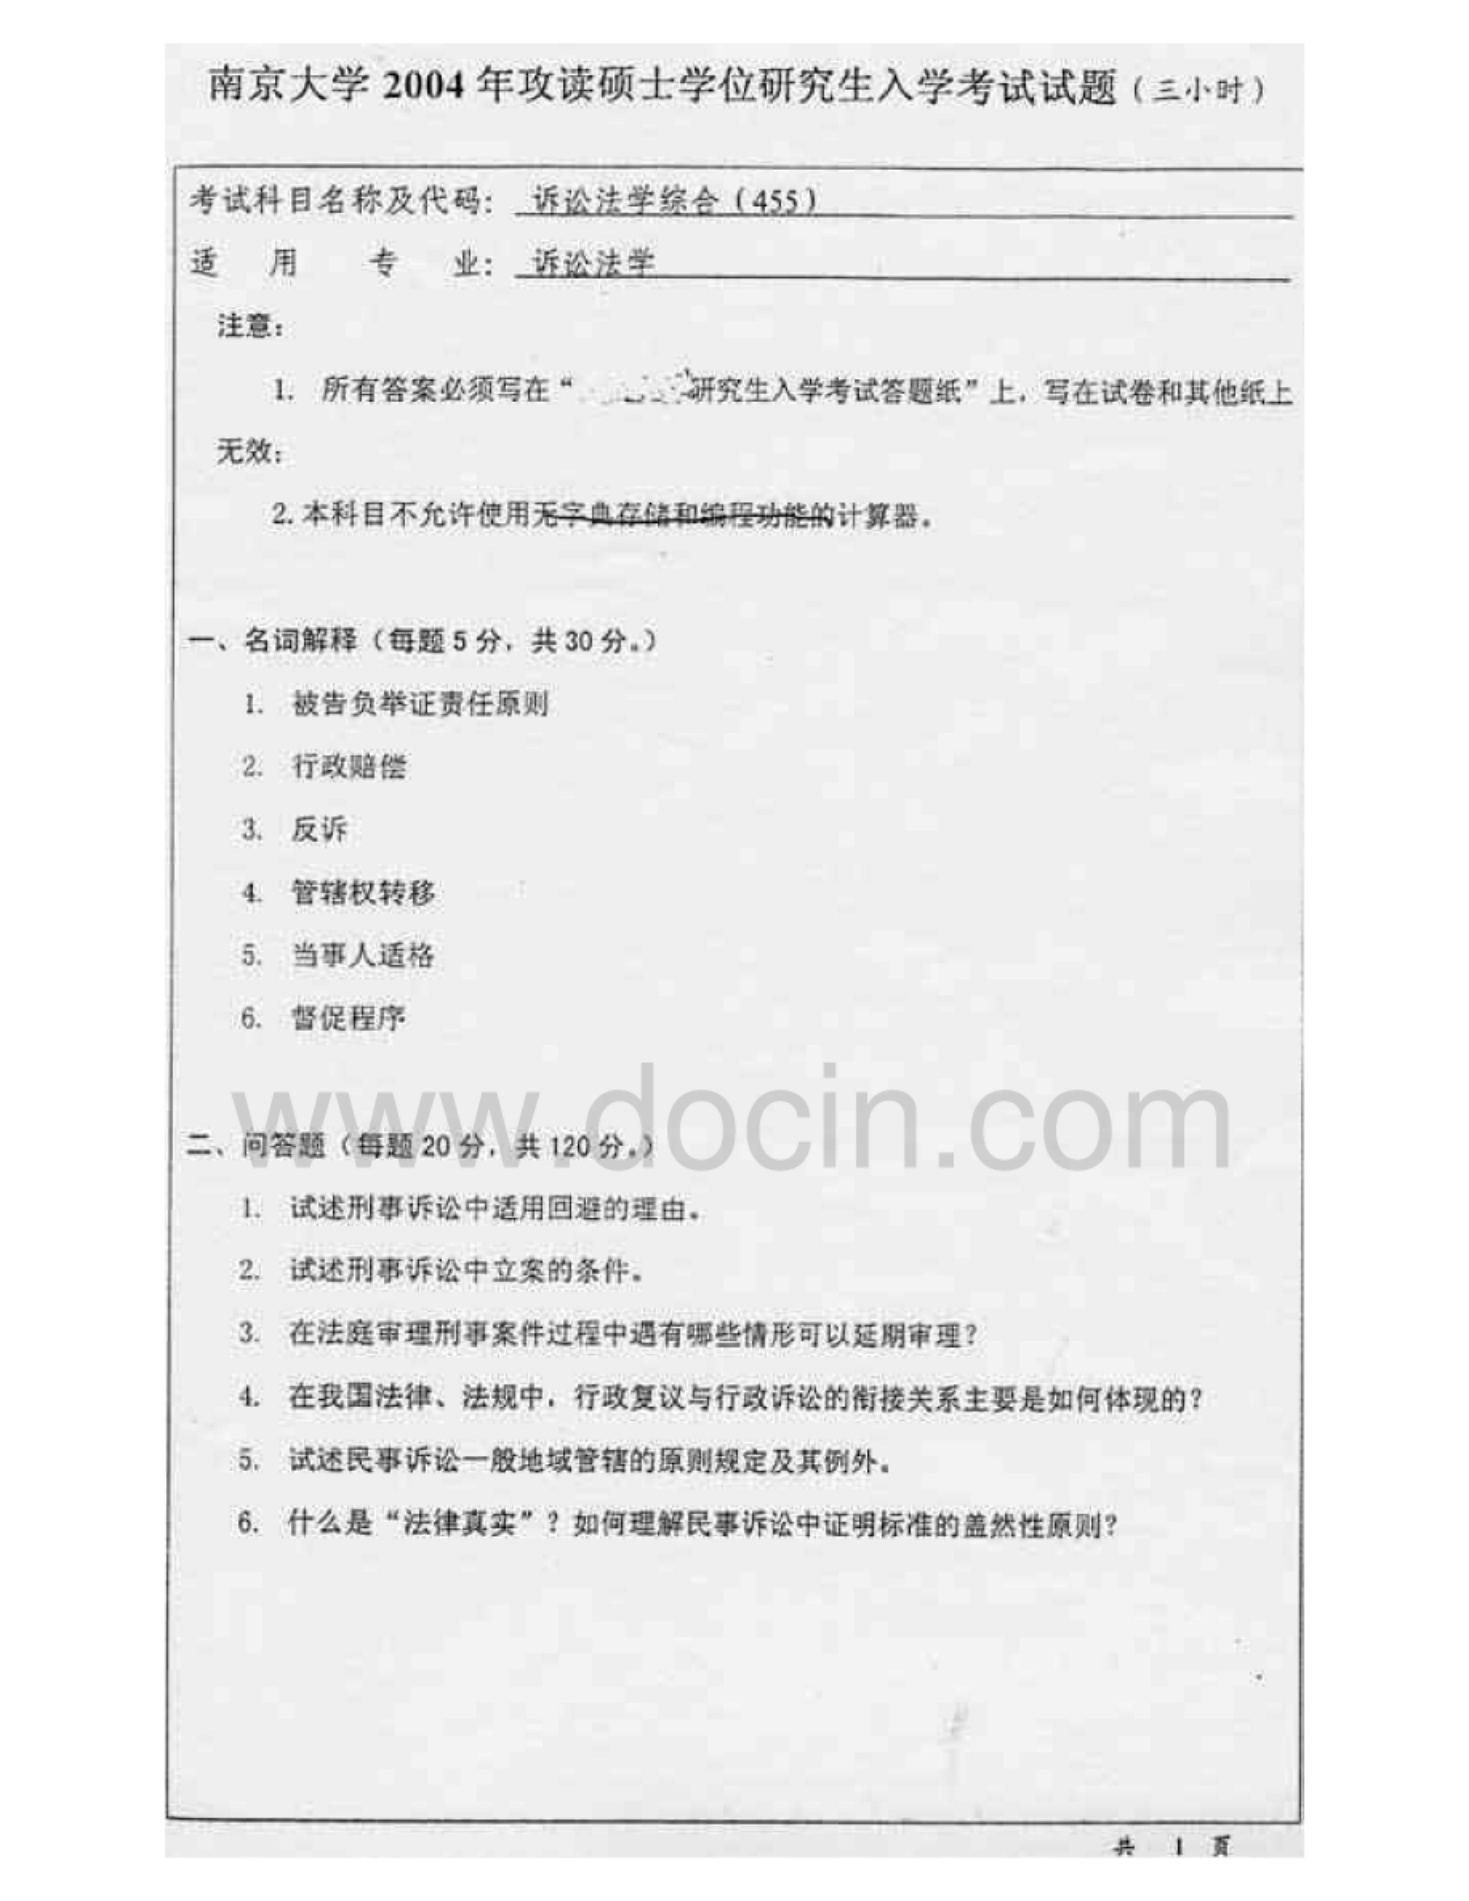 南京大学 2004 年攻读硕士学位研究生入学考试试题（三小时）
考试科目名称及代码： 诉讼法学综合（455）
适 用 专 业： 诉讼法学
注意：
1. 所有答案必须写在“研究生入学考试答题纸”上，写在试卷和其他纸上
无效；
2. 本科目不允许使用无字典存储和编程功能的计算器。
一、名词解释（每题 5 分，共 30 分。）
1. 被告负举证责任原则
2. 行政赔偿
3. 反诉
4. 管辖权转移
5. 当事人适格
6. 督促程序
www.docin.com
二、问答题（每题 20 分，共 120 分。）
1. 试述刑事诉讼中适用回避的理由。
2. 试述刑事诉讼中立案的条件。
3. 在法庭审理刑事案件过程中遇有哪些情形可以延期审理？
4. 在我国法律、法规中，行政复议与行政诉讼的衔接关系主要是如何体现的？
5. 试述民事诉讼一般地域管辖的原则规定及其例外。
6. 什么是“法律真实”？如何理解民事诉讼中证明标准的盖然性原则？
共 1 页